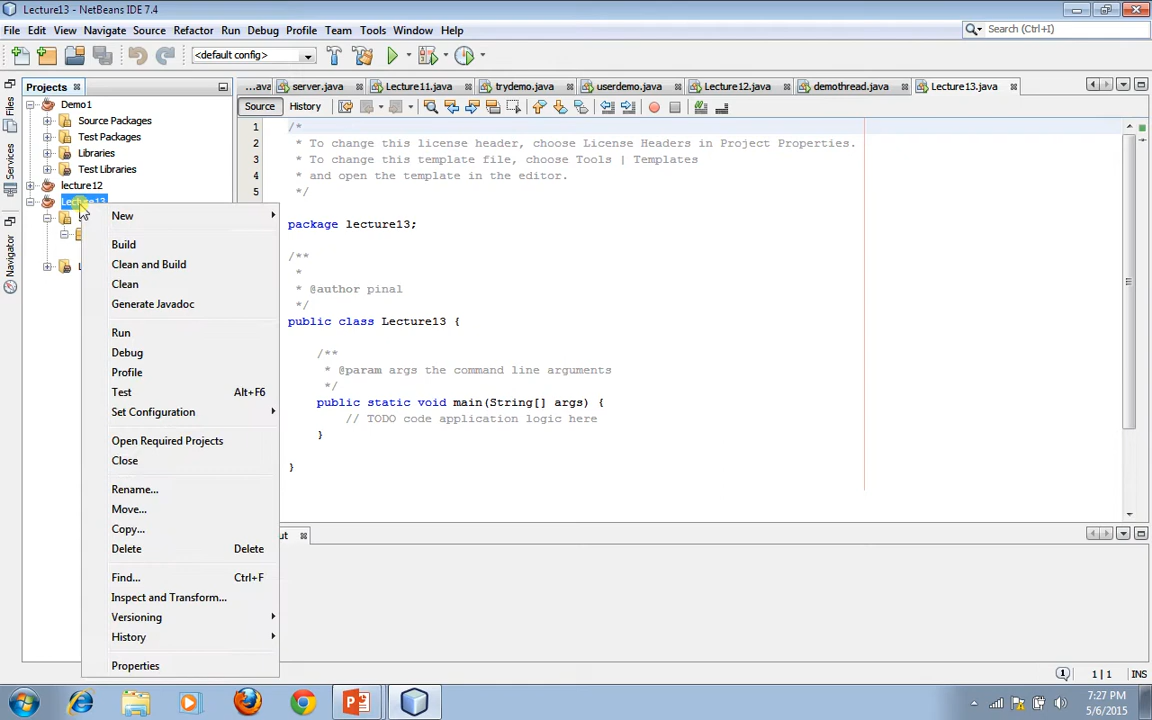 Lecture13 - NetBeans IDE 7.4
File Edit View Navigate Source Refactor Run Debug Profile Team Tools Window Help
Search (Ctrl+I)
<default config>
Projects
...ava server.java Lecture11.java trydemo.java userdemo.java Lecture12.java demothread.java Lecture13.java
Source History
Files
Services
Navigator
Demo1
Source Packages
Test Packages
Libraries
Test Libraries
lecture12
Lecture13
New
Build
Clean and Build
Clean
Generate Javadoc
Run
Debug
Profile
Test Alt+F6
Set Configuration
Open Required Projects
Close
Rename...
Move...
Copy...
Delete Delete
Find... Ctrl+F
Inspect and Transform...
Versioning
History
Properties
1 /*
2 * To change this license header, choose License Headers in Project Properties.
3 * To change this template file, choose Tools | Templates
4 * and open the template in the editor.
5 */
package lecture13;
/**
*
* @author pinal
*/
public class Lecture13 {
/**
* @param args the command line arguments
*/
public static void main(String[] args) {
// TODO code application logic here
}
}
ut
1 1 | 1 INS
7:27 PM
5/6/2015